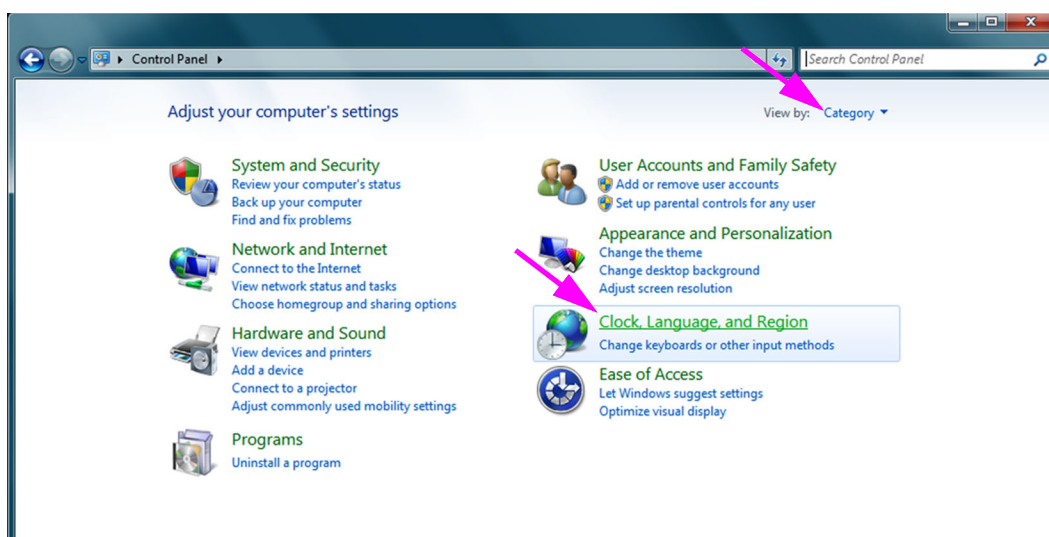 Control Panel
Search Control Panel
Adjust your computer's settings
View by: Category
System and Security
Review your computer's status
Back up your computer
Find and fix problems
Network and Internet
Connect to the Internet
View network status and tasks
Choose homegroup and sharing options
Hardware and Sound
View devices and printers
Add a device
Connect to a projector
Adjust commonly used mobility settings
Programs
Uninstall a program
User Accounts and Family Safety
Add or remove user accounts
Set up parental controls for any user
Appearance and Personalization
Change the theme
Change desktop background
Adjust screen resolution
Clock, Language, and Region
Change keyboards or other input methods
Ease of Access
Let Windows suggest settings
Optimize visual display